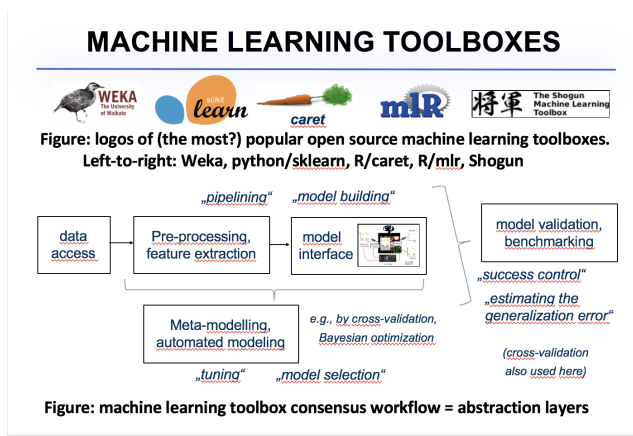 MACHINE LEARNING TOOLBOXES
WEKA
The University
of Waikato
scikit
learn
caret
mlR
将軍
The Shogun
Machine Learning
Toolbox
Figure: logos of (the most?) popular open source machine learning toolboxes.
Left-to-right: Weka, python/sklearn, R/caret, R/mlr, Shogun
„pipelining“ „model building“
data
access
Pre-processing,
feature extraction
model
interface
model validation,
benchmarking
„success control“
„estimating the
generalization error“
Meta-modelling,
automated modeling
e.g., by cross-validation,
Bayesian optimization
(cross-validation
also used here)
„tuning“ „model selection“
Figure: machine learning toolbox consensus workflow = abstraction layers